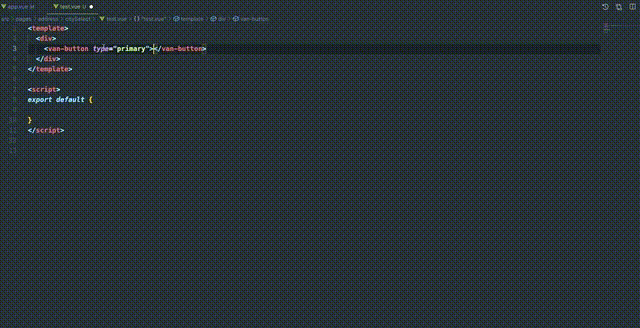 app.vue M test.vue U
src > pages > address > citySelect > test.vue > {} "test.vue" > template > div > van-button
<template>
2 <div>
3 <van-button type="primary"></van-button>
4 </div>
5 </template>
6
7 <script>
8 export default {
9
10 }
11 </script>
12
13